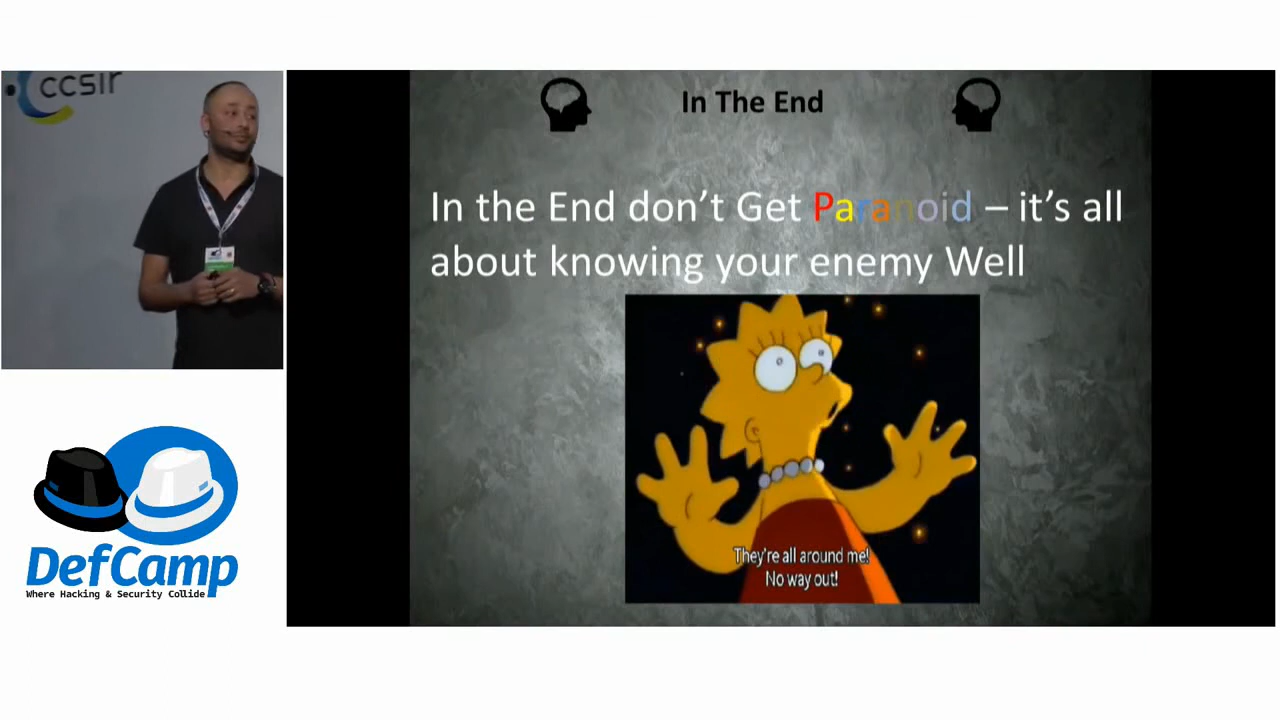 ccsir
In The End
In the End don't Get Paranoid – it's all
about knowing your enemy Well
They're all around me!
No way out!
DefCamp
Where Hacking & Security Collide